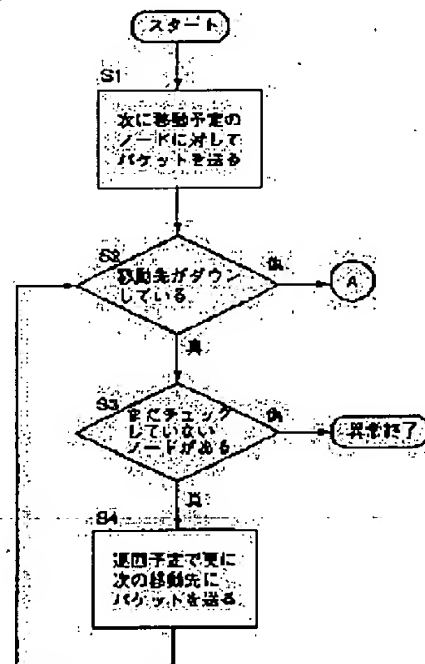 スタート
S1
次に移動予定の
ノードに対して
パケットを送る
S2
移動先がダウン
している
偽
A
真
S3
まだチェック
していない
ノードがある
偽
異常終了
真
S4
巡回予定で更に
次の移動先に
パケットを送る